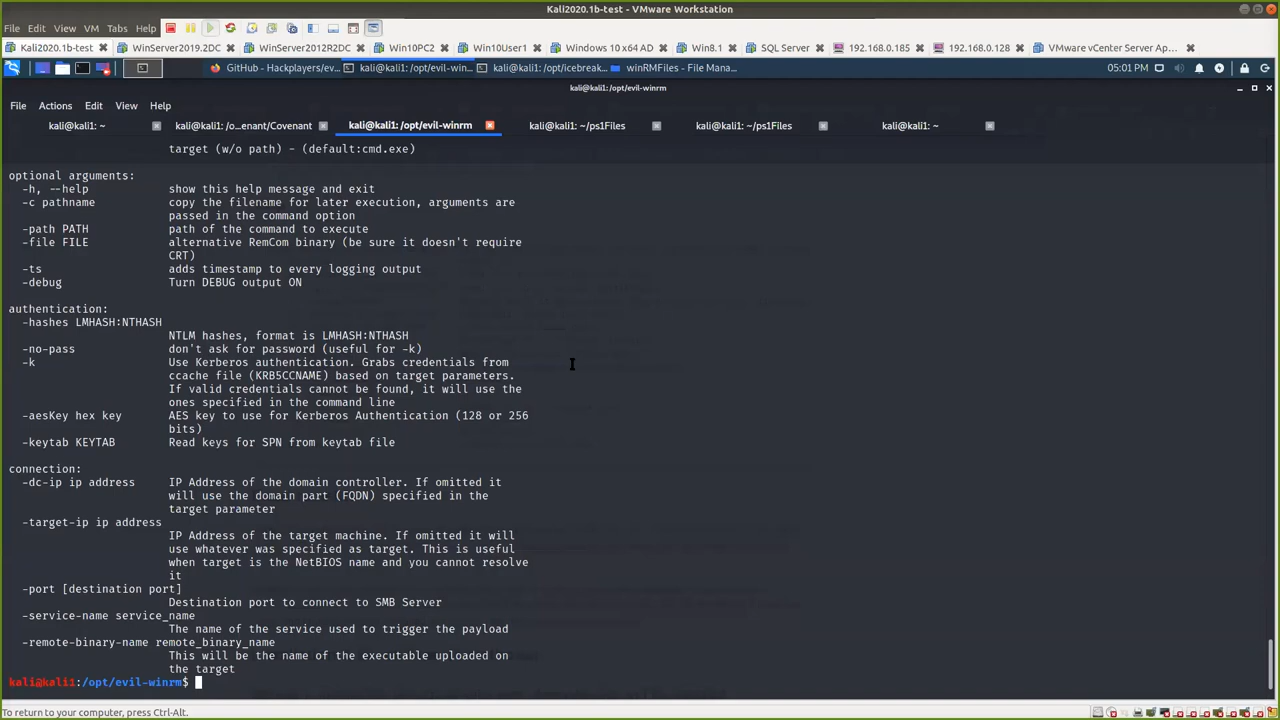 Kali2020.1b-test - VMware Workstation
File Edit View VM Tabs Help
Kali2020.1b-test WinServer2019.2DC WinServer2012R2DC Win10PC2 Win10User1 Windows 10 x64 AD Win8.1 SQL Server 192.168.0.185 192.168.0.128 VMware vCenter Server Ap...
GitHub - Hackplayers/ev... kali@kali1: /opt/evil-win... kali@kali1: /opt/icebreak... winRMFiles - File Mana... 05:01 PM
kali@kali1: /opt/evil-winrm
File Actions Edit View Help
kali@kali1: ~ kali@kali1: /o...enant/Covenant kali@kali1: /opt/evil-winrm kali@kali1: ~/ps1Files kali@kali1: ~/ps1Files kali@kali1: ~
target (w/o path) - (default:cmd.exe)
optional arguments:
-h, --help show this help message and exit
-c pathname copy the filename for later execution, arguments are
passed in the command option
-path PATH path of the command to execute
-file FILE alternative RemCom binary (be sure it doesn't require
CRT)
-ts adds timestamp to every logging output
-debug Turn DEBUG output ON
authentication:
-hashes LMHASH:NTHASH
NTLM hashes, format is LMHASH:NTHASH
-no-pass don't ask for password (useful for -k)
-k Use Kerberos authentication. Grabs credentials from
ccache file (KRB5CCNAME) based on target parameters.
If valid credentials cannot be found, it will use the
ones specified in the command line
-aesKey hex key AES key to use for Kerberos Authentication (128 or 256
bits)
-keytab KEYTAB Read keys for SPN from keytab file
connection:
-dc-ip ip address IP Address of the domain controller. If omitted it
will use the domain part (FQDN) specified in the
target parameter
-target-ip ip address
IP Address of the target machine. If omitted it will
use whatever was specified as target. This is useful
when target is the NetBIOS name and you cannot resolve
it
-port [destination port]
Destination port to connect to SMB Server
-service-name service_name
The name of the service used to trigger the payload
-remote-binary-name remote_binary_name
This will be the name of the executable uploaded on
the target
kali@kali1:/opt/evil-winrm$
To return to your computer, press Ctrl-Alt.